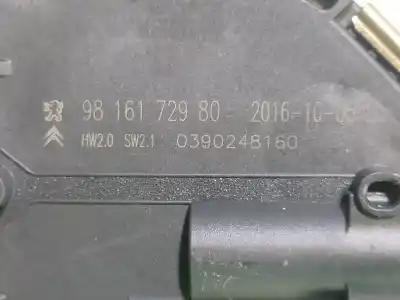 98 161 729 80 - 2016-10-
HW2.0 SW2.1 0390248160